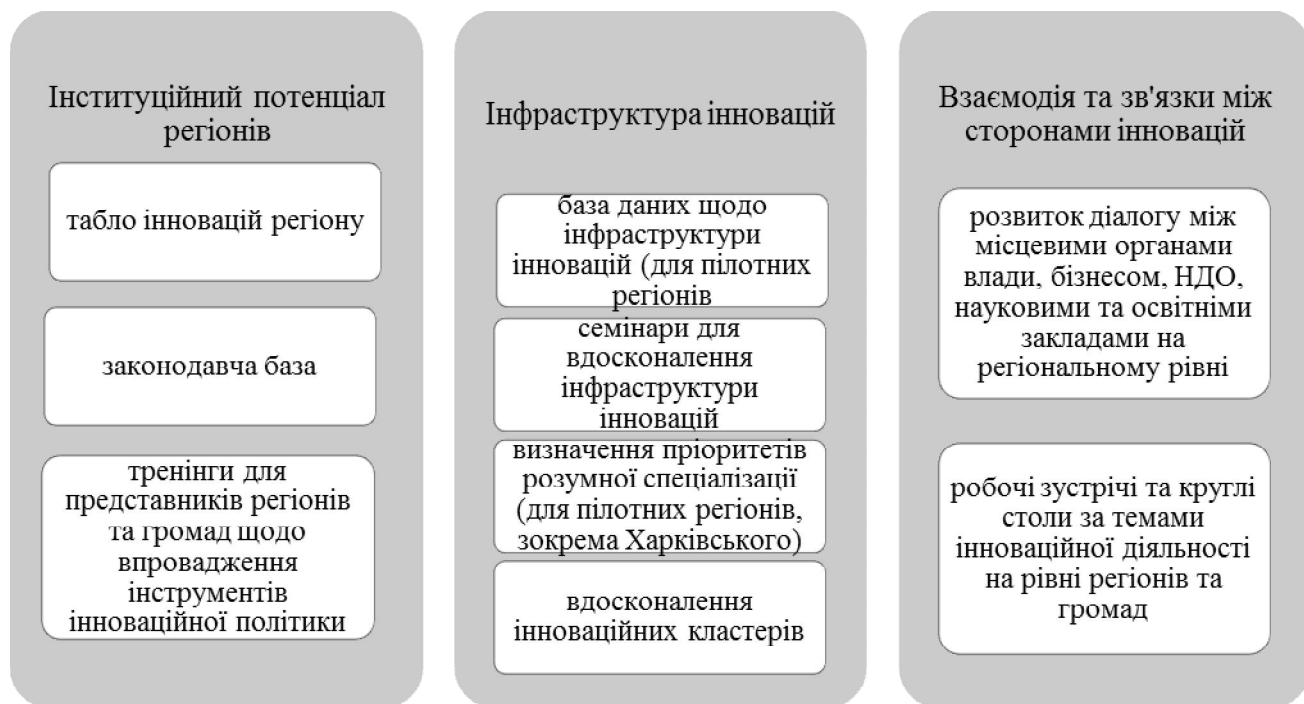 Інституційний потенціал
регіонів
табло інновацій регіону
законодавча база
тренінги для
представників регіонів
та громад щодо
впровадження
інструментів
інноваційної політики
Інфраструктура інновацій
база даних щодо
інфраструктури
інновацій (для пілотних
регіонів
семінари для
вдосконалення
інфраструктури
інновацій
визначення пріоритетів
розумної спеціалізації
(для пілотних регіонів,
зокрема Харківського)
вдосконалення
інноваційних кластерів
Взаємодія та зв'язки між
сторонами інновацій
розвиток діалогу між
місцевими органами
влади, бізнесом, НДО,
науковими та освітніми
закладами на
регіональному рівні
робочі зустрічі та круглі
столи за темами
інноваційної діяльності
на рівні регіонів та
громад